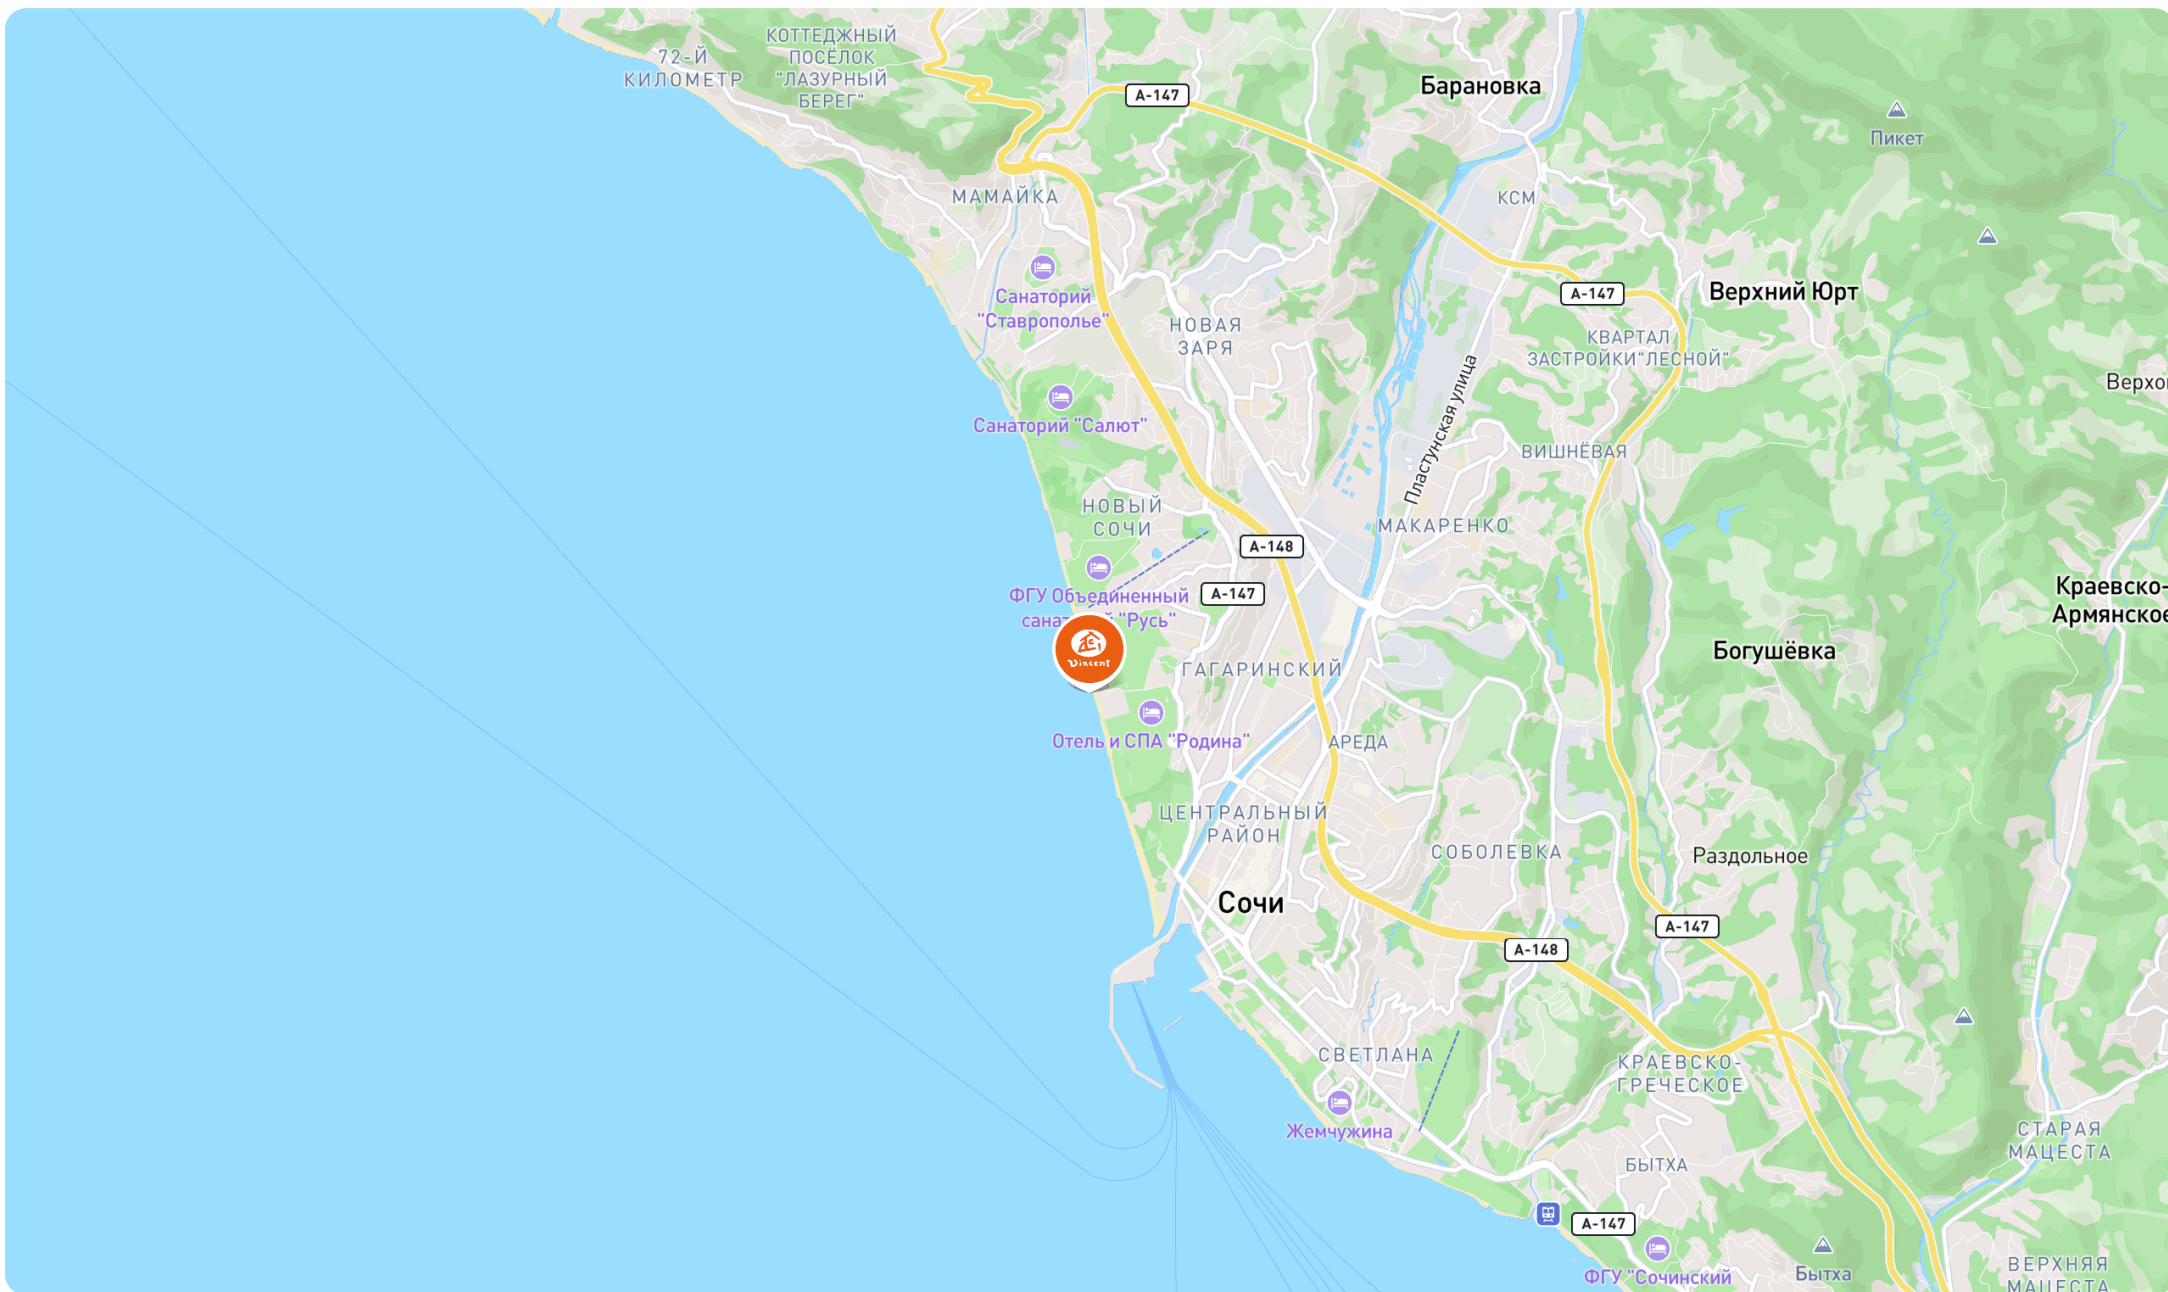 КОТТЕДЖНЫЙ
ПОСЁЛОК
"ЛАЗУРНЫЙ
БЕРЕГ"
72-Й
КИЛОМЕТР
А-147
Барановка
Пикет
МАМАЙКА
КСМ
Санаторий
"Ставрополье"
А-147
Верхний Юрт
НОВАЯ
ЗАРЯ
КВАРТАЛ
ЗАСТРОЙКИ"ЛЕСНОЙ"
Пластунская улица
Санаторий "Салют"
ВИШНЁВАЯ
НОВЫЙ
СОЧИ
МАКАРЕНКО
А-148
ФГУ Объединенный
А-147
"Русь"
Краевско-
Армянское
Vincent
ГАГАРИНСКИЙ
Богушёвка
Отель и СПА "Родина"
АРЕДА
ЦЕНТРАЛЬНЫЙ
РАЙОН
СОБОЛЕВКА
Раздольное
Сочи
А-147
А-148
СВЕТЛАНА
КРАЕВСКО-
ГРЕЧЕСКОЕ
Жемчужина
СТАРАЯ
МАЦЕСТА
БЫТХА
А-147
ФГУ "Сочинский
Бытха
ВЕРХНЯЯ
МАЦЕСТА